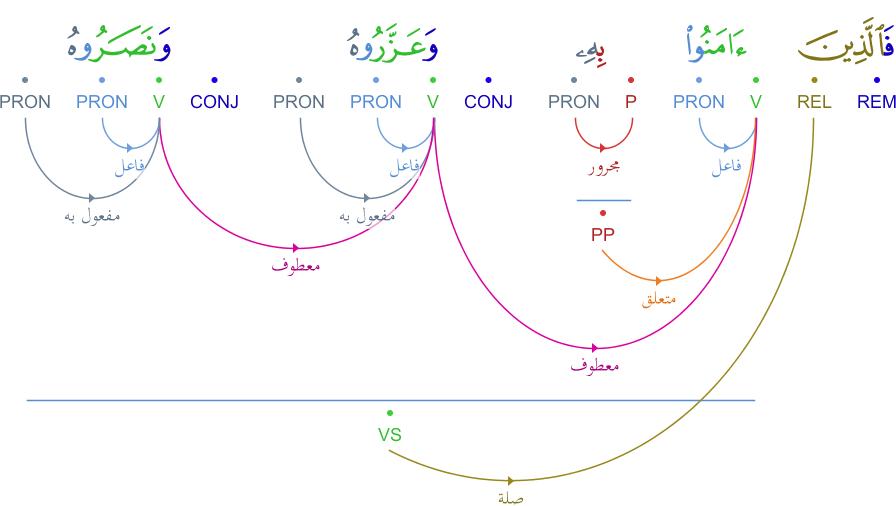 فَٱلَّذِينَ ءَامَنُوا۟ بِهِۦ وَعَزَّرُوهُ وَنَصَرُوهُ
PRON PRON V CONJ PRON PRON V CONJ PRON P PRON V REL REM
فاعل فاعل مجرور فاعل
مفعول به مفعول به
PP
معطوف
متعلق
معطوف
VS
صلة